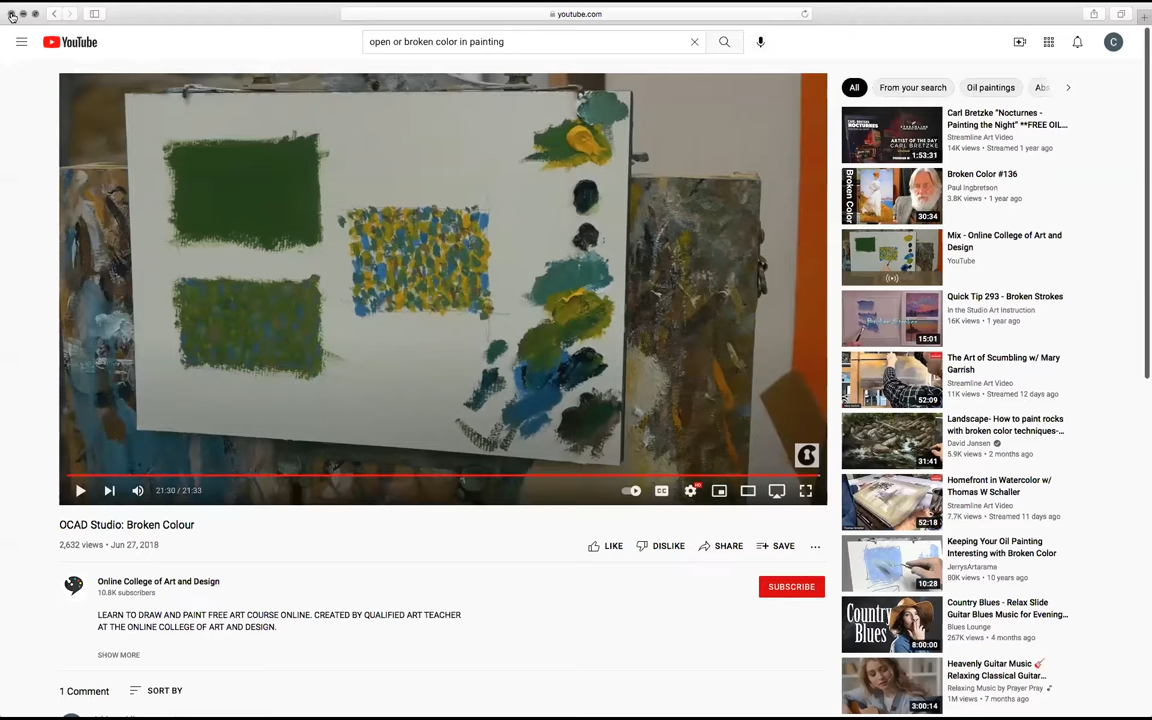 youtube.com
YouTube
open or broken color in painting
C
All
From your search
Oil paintings
Abs
Carl Bretzke "Nocturnes -
Painting the Night" **FREE OIL...
Streamline Art Video
14K views • Streamed 1 year ago
1:53:31
Broken Color #136
Paul Ingbretson
3.8K views • 1 year ago
Broken Color
30:34
Mix - Online College of Art and
Design
YouTube
Quick Tip 293 - Broken Strokes
In the Studio Art Instruction
16K views • 1 year ago
15:01
The Art of Scumbling w/ Mary
Garrish
Streamline Art Video
11K views • Streamed 12 days ago
52:09
Landscape- How to paint rocks
with broken color techniques-...
David Jansen
5.9K views • 2 months ago
31:41
Homefront in Watercolor w/
Thomas W Schaller
Streamline Art Video
7.7K views • Streamed 11 days ago
52:18
Keeping Your Oil Painting
Interesting with Broken Color
JerrysArtarama
80K views • 10 years ago
10:28
Country Blues - Relax Slide
Guitar Blues Music for Evening...
Blues Lounge
267K views • 4 months ago
Country
Blues
8:00:00
Heavenly Guitar Music
Relaxing Classical Guitar...
Relaxing Music by Prayer Pray
1M views • 7 months ago
3:00:14
21:30 / 21:33
CC
HD
OCAD Studio: Broken Colour
2,632 views • Jun 27, 2018
LIKE
DISLIKE
SHARE
SAVE
Online College of Art and Design
10.8K subscribers
SUBSCRIBE
LEARN TO DRAW AND PAINT FREE ART COURSE ONLINE. CREATED BY QUALIFIED ART TEACHER
AT THE ONLINE COLLEGE OF ART AND DESIGN.
SHOW MORE
1 Comment
SORT BY